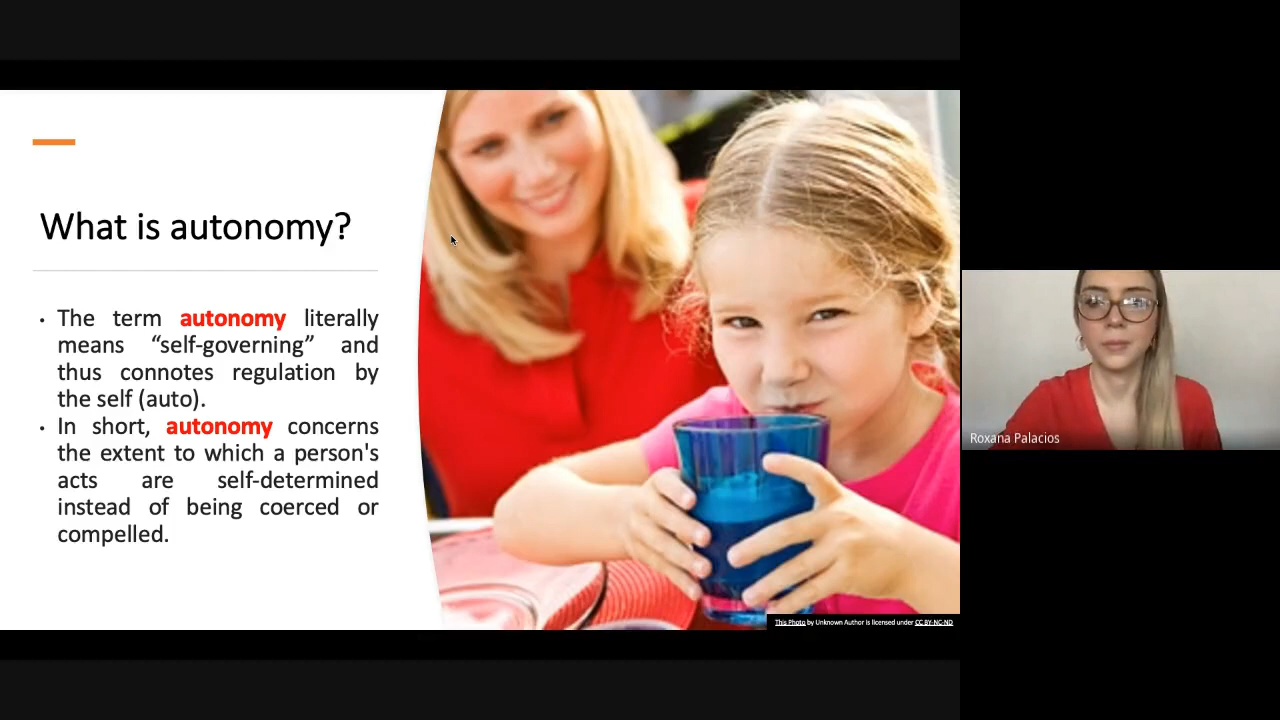 What is autonomy?
• The term autonomy literally
means “self-governing” and
thus connotes regulation by
the self (auto).
• In short, autonomy concerns
the extent to which a person's
acts are self-determined
instead of being coerced or
compelled.
This Photo by Unknown Author is licensed under CC BY-NC-ND
Roxana Palacios